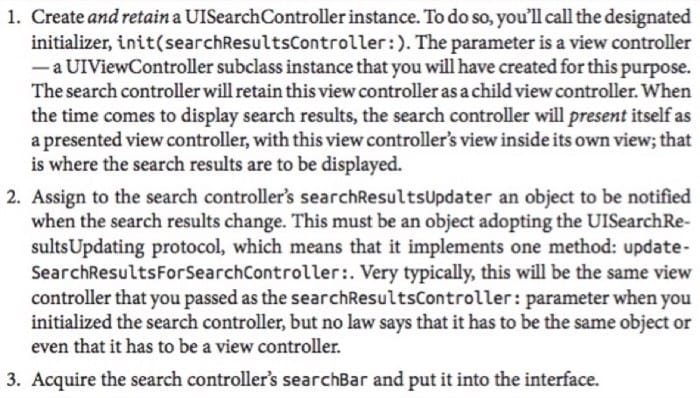 1. Create and retain a UISearchController instance. To do so, you'll call the designated
initializer, init(searchResultsController:). The parameter is a view controller
— a UIViewController subclass instance that you will have created for this purpose.
The search controller will retain this view controller as a child view controller. When
the time comes to display search results, the search controller will present itself as
a presented view controller, with this view controller's view inside its own view; that
is where the search results are to be displayed.
2. Assign to the search controller's searchResultsUpdater an object to be notified
when the search results change. This must be an object adopting the UISearchRe-
sultsUpdating protocol, which means that it implements one method: update-
SearchResultsForSearchController:. Very typically, this will be the same view
controller that you passed as the searchResultsController: parameter when you
initialized the search controller, but no law says that it has to be the same object or
even that it has to be a view controller.
3. Acquire the search controller's searchBar and put it into the interface.